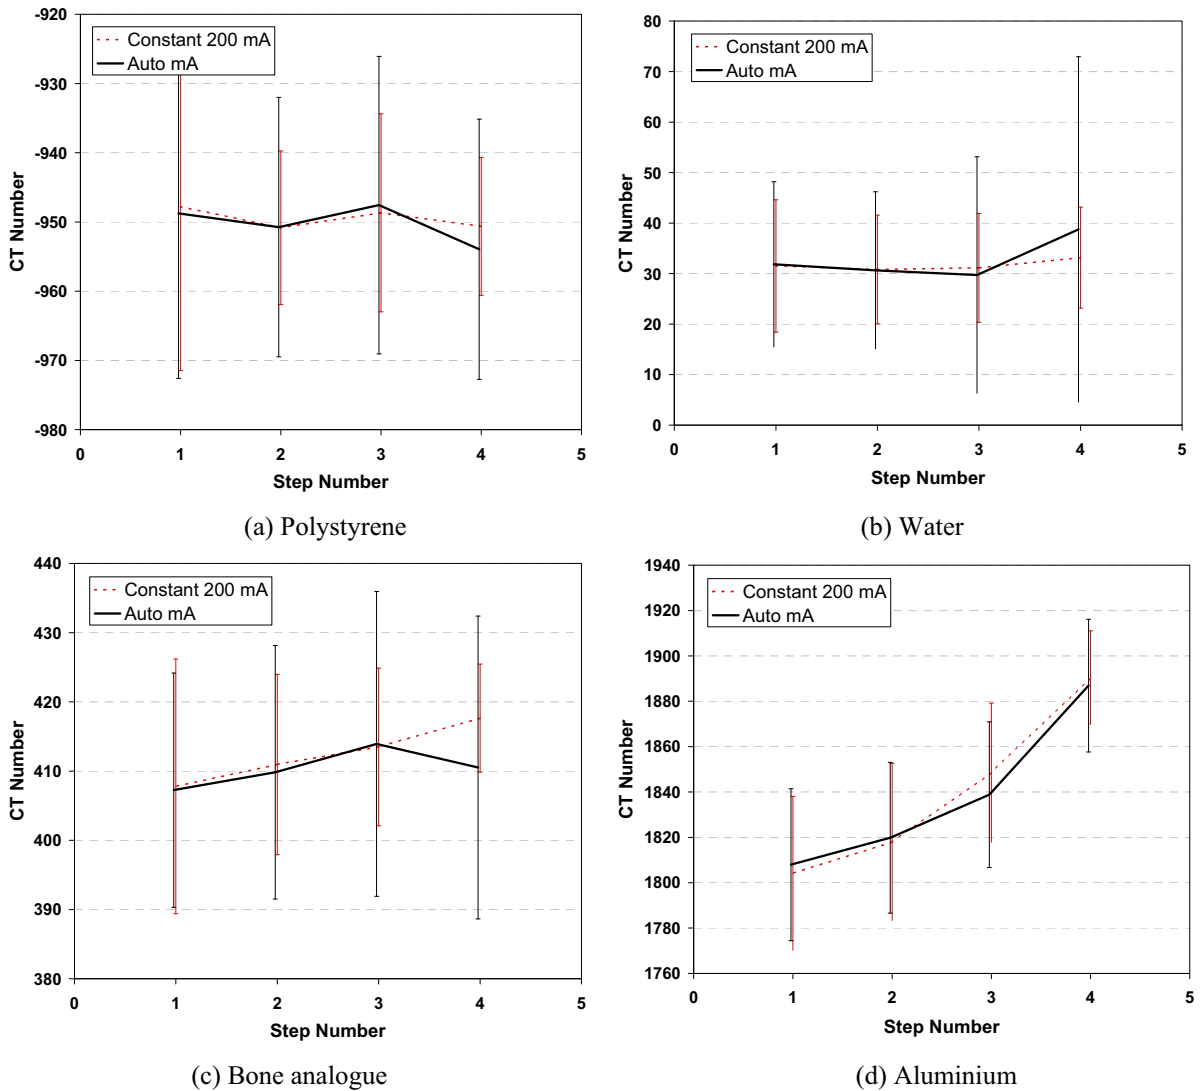 -920
-930
-940
-950
-960
-970
-980
CT Number
Constant 200 mA
Auto mA
0 1 2 3 4 5
Step Number
(a) Polystyrene
80
70
60
50
40
30
20
10
0
CT Number
Constant 200 mA
Auto mA
0 1 2 3 4 5
Step Number
(b) Water
440
430
420
410
400
390
380
CT Number
Constant 200 mA
Auto mA
0 1 2 3 4 5
Step Number
(c) Bone analogue
1940
1920
1900
1880
1860
1840
1820
1800
1780
1760
CT Number
Constant 200 mA
Auto mA
0 1 2 3 4 5
Step Number
(d) Aluminium